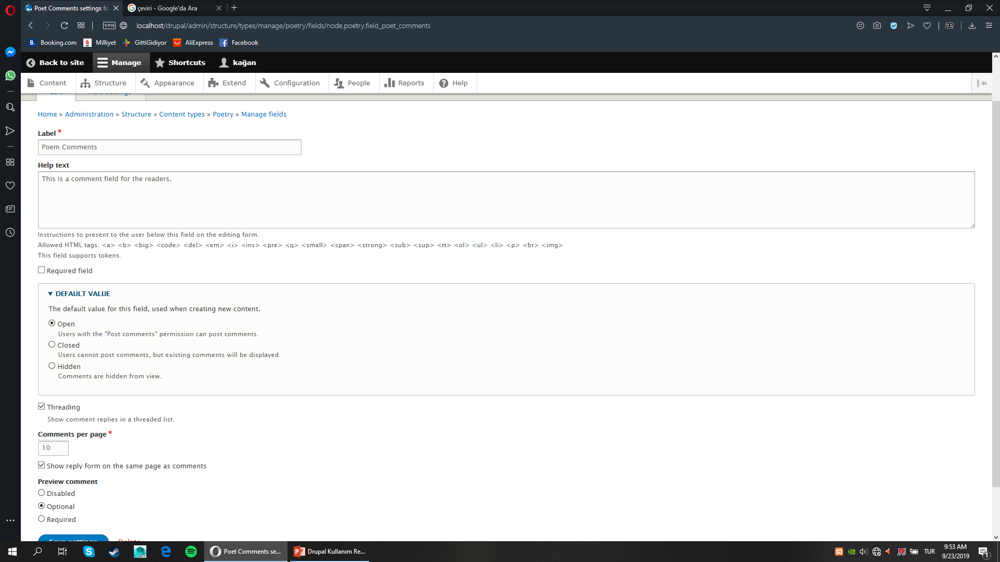 Poet Comments settings fo
çeviri - Google'da Ara
VPN
localhost/drupal/admin/structure/types/manage/poetry/fields/node.poetry.field_poet_comments
B. Booking.com Milliyet GittiGidiyor AliExpress Facebook
Back to site Manage Shortcuts kağan
Content Structure Appearance Extend Configuration People Reports Help
Home » Administration » Structure » Content types » Poetry » Manage fields
Label *
Poem Comments
Help text
This is a comment field for the readers.
Instructions to present to the user below this field on the editing form.
Allowed HTML tags: <a> <b> <big> <code> <del> <em> <i> <ins> <pre> <q> <small> <span> <strong> <sub> <sup> <tt> <ol> <ul> <li> <p> <br> <img>
This field supports tokens.
Required field
DEFAULT VALUE
The default value for this field, used when creating new content.
Open
Users with the "Post comments" permission can post comments.
Closed
Users cannot post comments, but existing comments will be displayed.
Hidden
Comments are hidden from view.
Threading
Show comment replies in a threaded list.
Comments per page *
10
Show reply form on the same page as comments
Preview comment
Disabled
Optional
Required
Save settings Delete
Poet Comments se...
Drupal Kullanım Re...
TUR
9:53 AM
9/23/2019
1